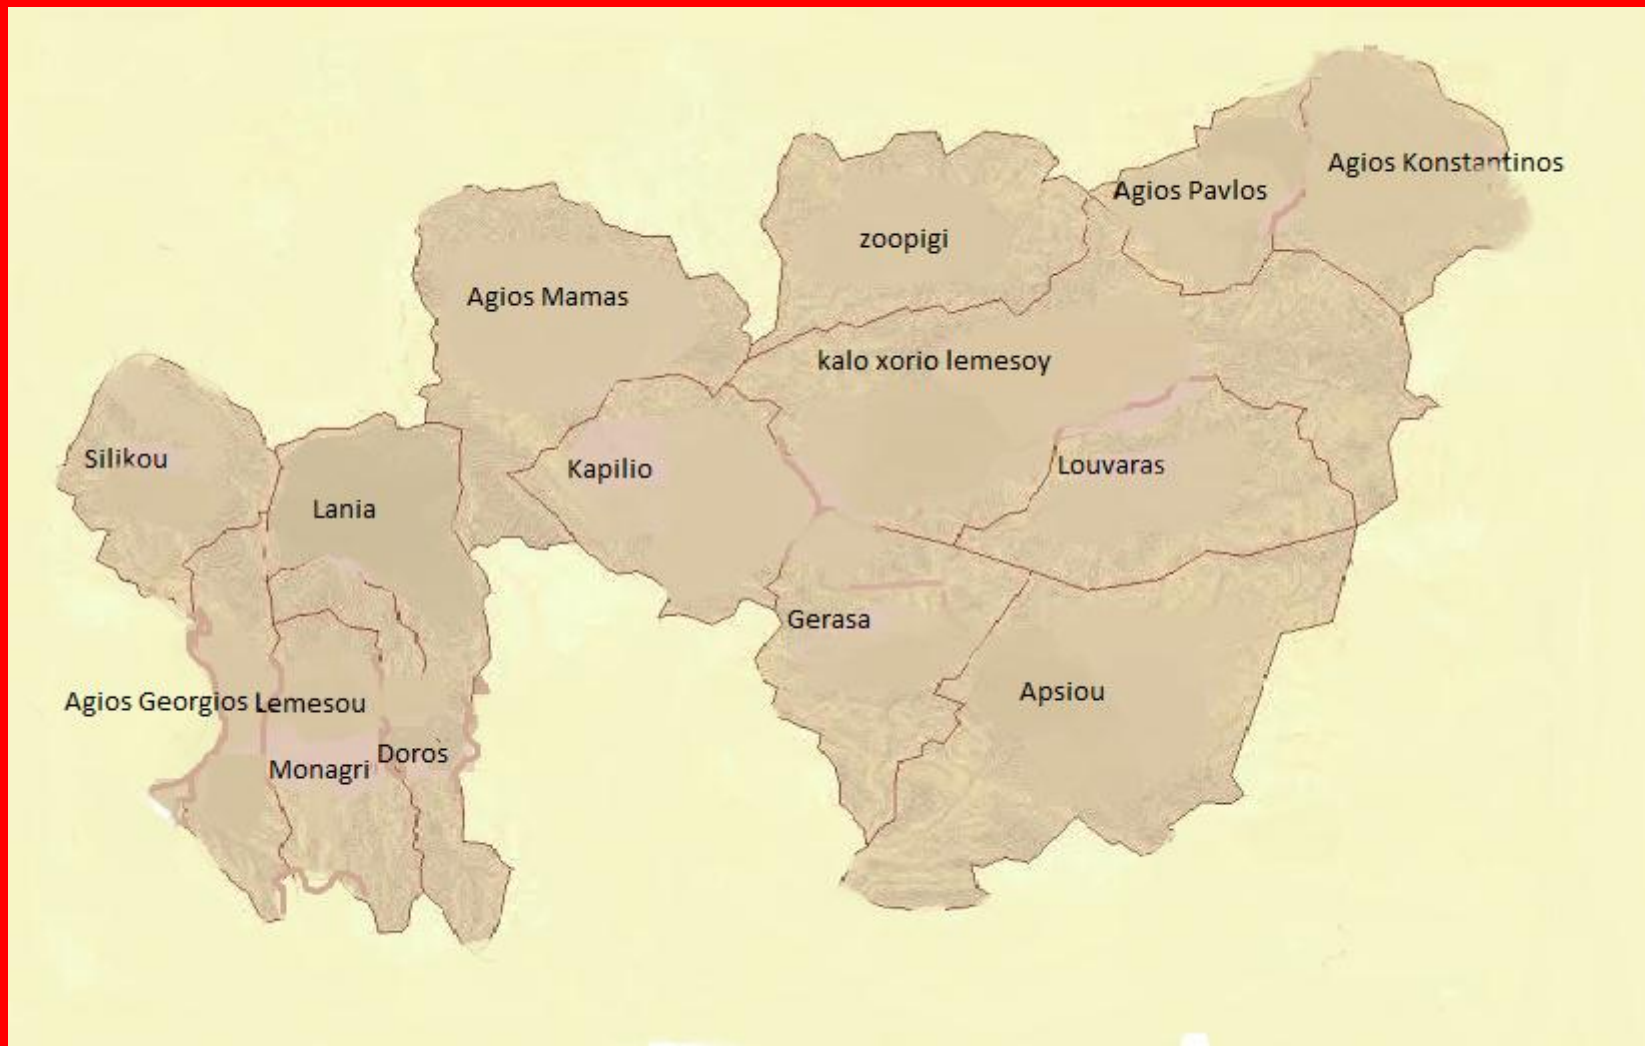 Agios Konstantinos
Agios Pavlos
zoopigi
Agios Mamas
kalo xorio lemesoy
Silikou
Kapilio
Louvaras
Lania
Gerasa
Apsiou
Agios Georgios Lemesou
Doros
Monagri